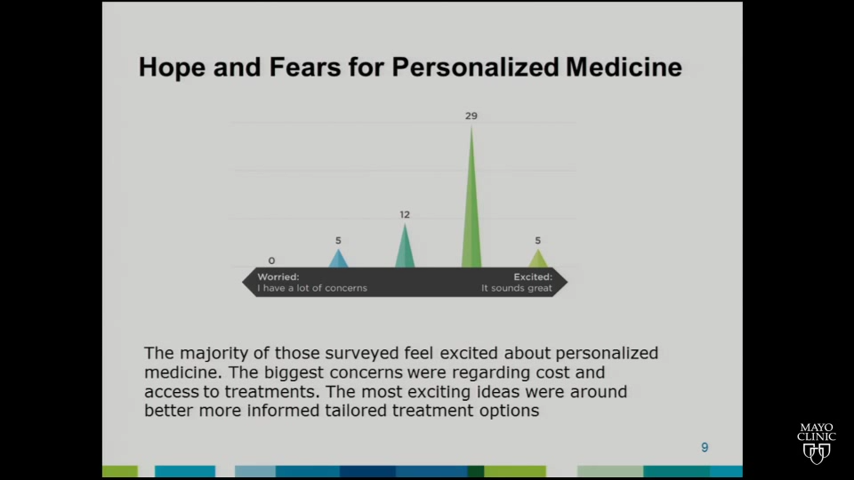 Hope and Fears for Personalized Medicine
29
12
5
5
0
Worried:
I have a lot of concerns
Excited:
It sounds great
The majority of those surveyed feel excited about personalized
medicine. The biggest concerns were regarding cost and
access to treatments. The most exciting ideas were around
better more informed tailored treatment options
9
MAYO
CLINIC